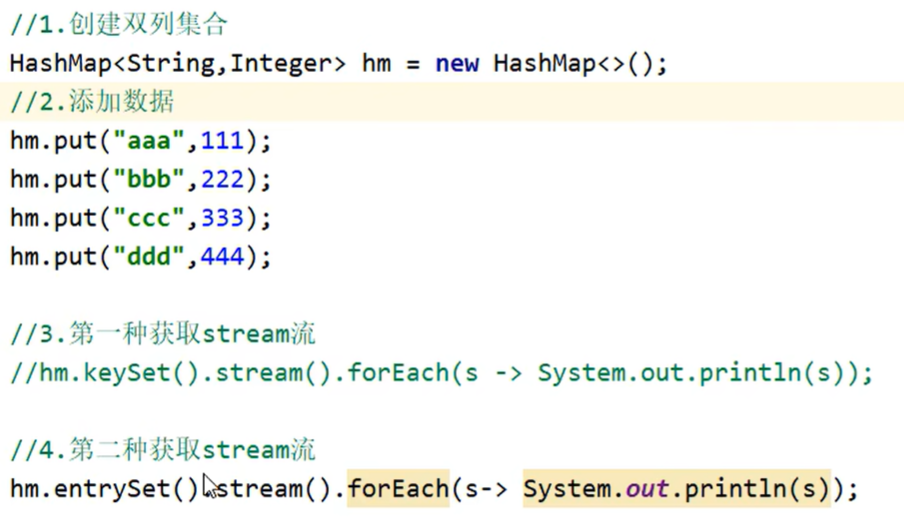 //1.创建双列集合
HashMap<String,Integer> hm = new HashMap<>();
//2.添加数据
hm.put("aaa",111);
hm.put("bbb",222);
hm.put("ccc",333);
hm.put("ddd",444);
//3.第一种获取stream流
//hm.keySet().stream().forEach(s -> System.out.println(s));
//4.第二种获取stream流
hm.entrySet().stream().forEach(s-> System.out.println(s));